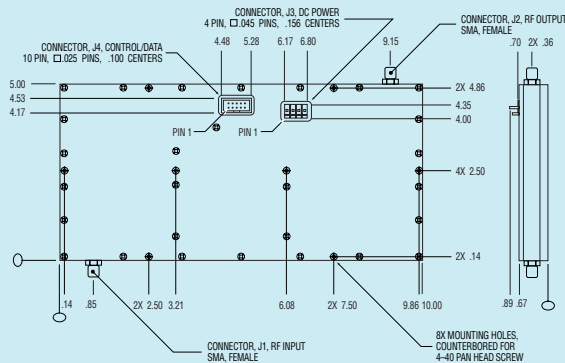 CONNECTOR, J3, DC POWER
4 PIN, □.045 PINS, .156 CENTERS
CONNECTOR, J2, RF OUTPUT
SMA, FEMALE
CONNECTOR, J4, CONTROL/DATA
10 PIN, □.025 PINS, .100 CENTERS
4.48 5.28 6.17 6.80 9.15 .70 2X .36
5.00
4.53
4.17
2X 4.86
4.35
4.00
PIN 1 PIN 1
4X 2.50
2X .14
.14 .85 2X 2.50 3.21 6.08 2X 7.50 9.86 10.00 .89 .67
CONNECTOR, J1, RF INPUT
SMA, FEMALE
8X MOUNTING HOLES,
COUNTERBORED FOR
4–40 PAN HEAD SCREW